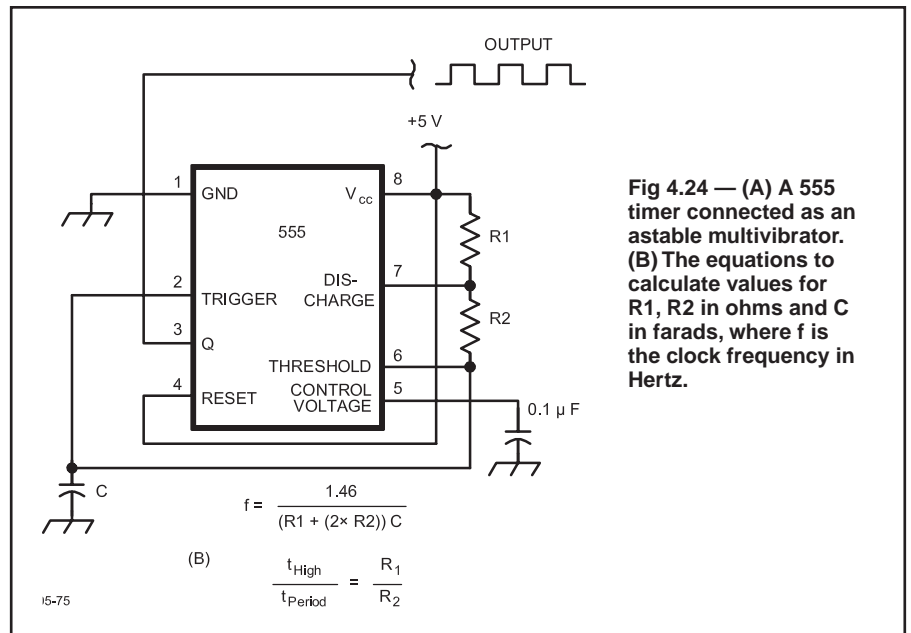 OUTPUT
+5 V
1
GND
8
Vcc
555
R1
7
DIS-
CHARGE
2
TRIGGER
R2
3
Q
6
THRESHOLD
4
RESET
CONTROL
VOLTAGE
5
0.1 µ F
C
f = 1.46 / (R1 + (2× R2)) C
(B)
tHigh / tPeriod = R1 / R2
Fig 4.24 — (A) A 555
timer connected as an
astable multivibrator.
(B) The equations to
calculate values for
R1, R2 in ohms and C
in farads, where f is
the clock frequency in
Hertz.